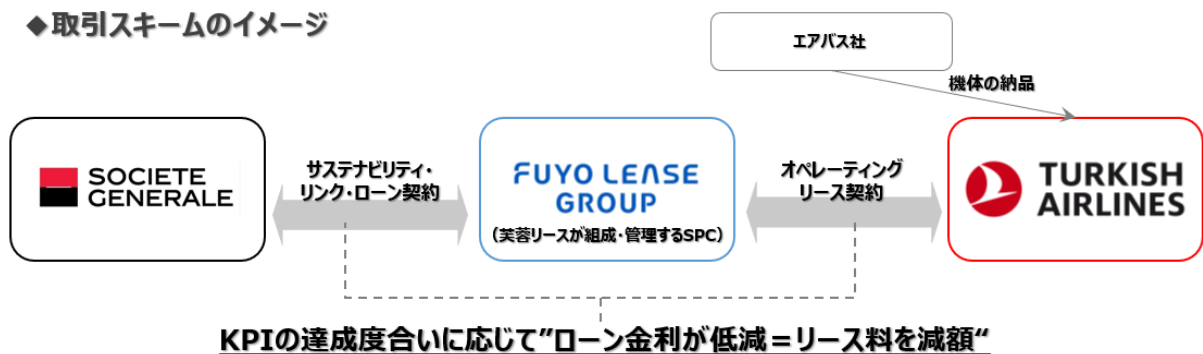 ◆取引スキームのイメージ
エアバス社
機体の納品
SOCIETE
GENERALE
サステナビリティ・
リンク・ローン契約
FUYO LEASE
GROUP
(芙蓉リースが組成・管理するSPC)
オペレーティング
リース契約
TURKISH
AIRLINES
KPIの達成度合いに応じて”ローン金利が低減=リース料を減額“